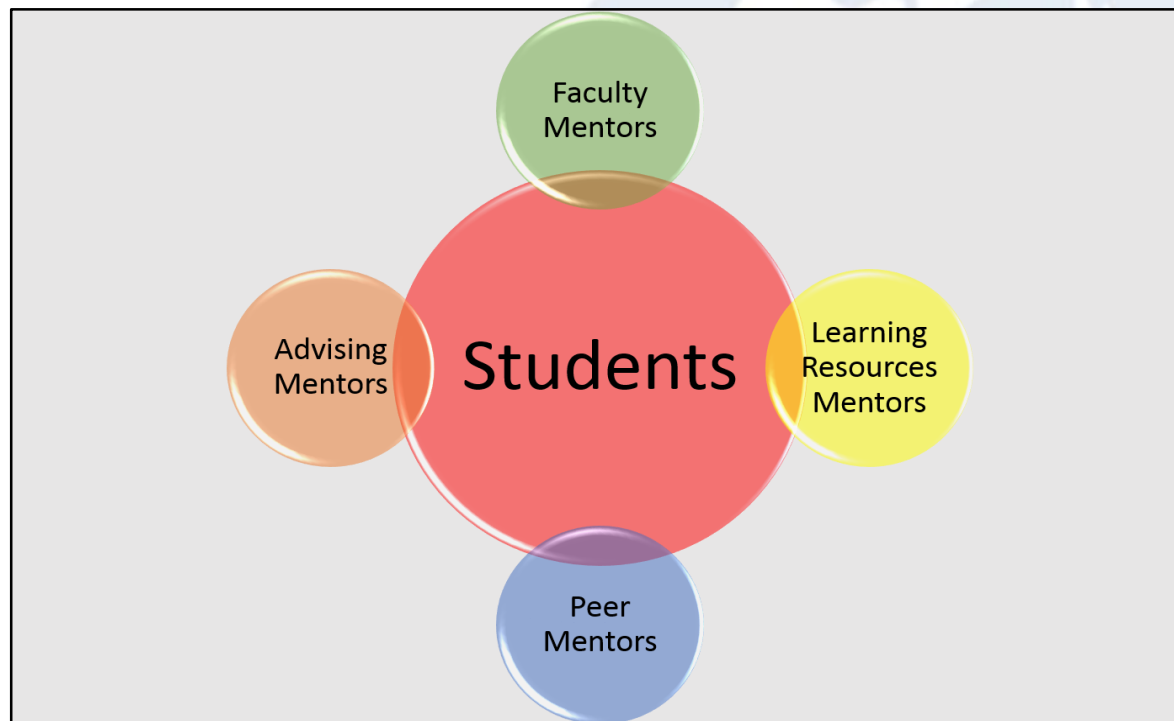 Faculty
Mentors
Advising
Mentors
Students
Learning
Resources
Mentors
Peer
Mentors